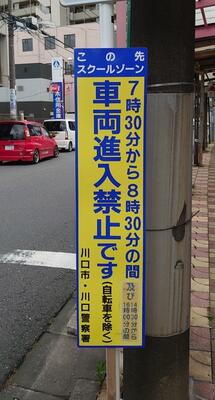 この先
スクールゾーン
7時30分から8時30分の間
及び 14時30分から
16時00分の間
車両進入禁止です(自転車を除く)
川口市・川口警察署